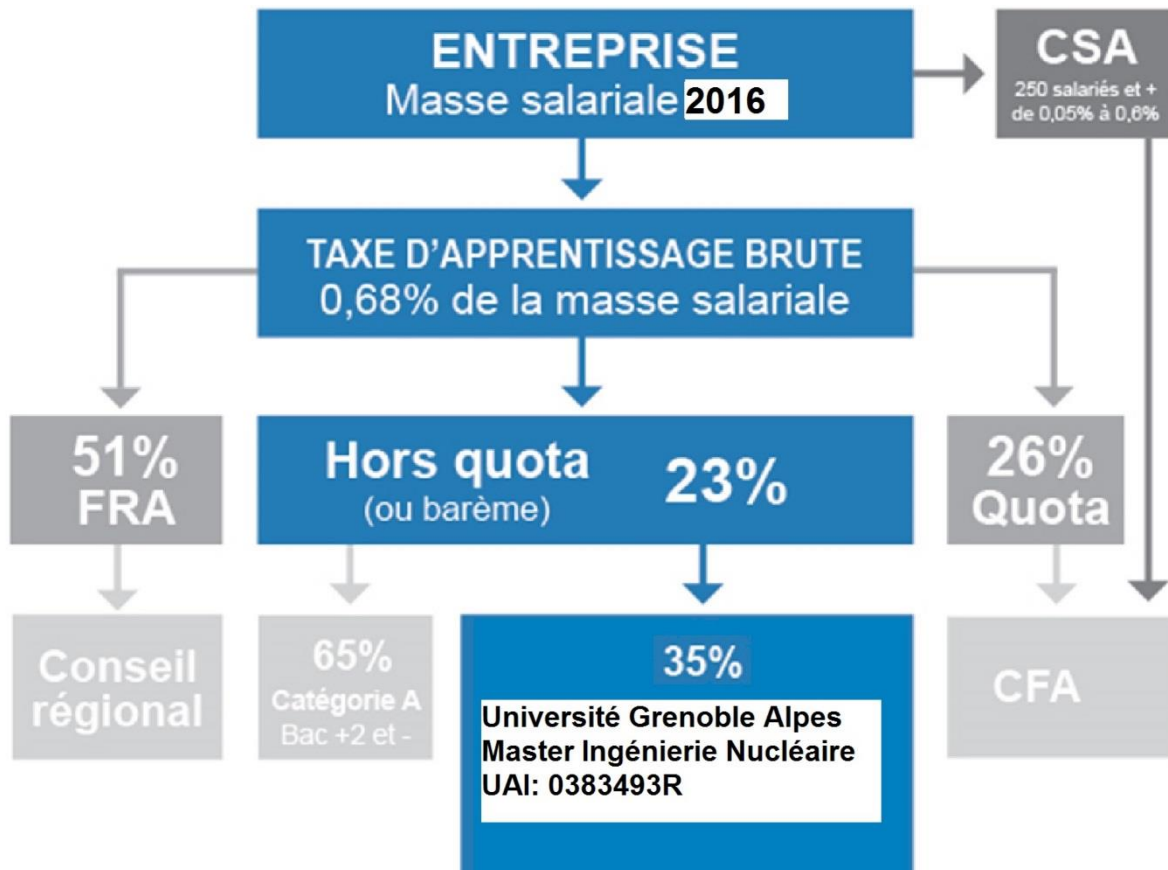 ENTREPRISE
Masse salariale 2016
CSA
250 salariés et +
de 0,05% à 0,6%
TAXE D'APPRENTISSAGE BRUTE
0,68% de la masse salariale
51%
FRA
Hors quota
(ou barème)
23%
26%
Quota
Conseil
régional
65%
Catégorie A
Bac +2 et -
35%
Université Grenoble Alpes
Master Ingénierie Nucléaire
UAI: 0383493R
CFA